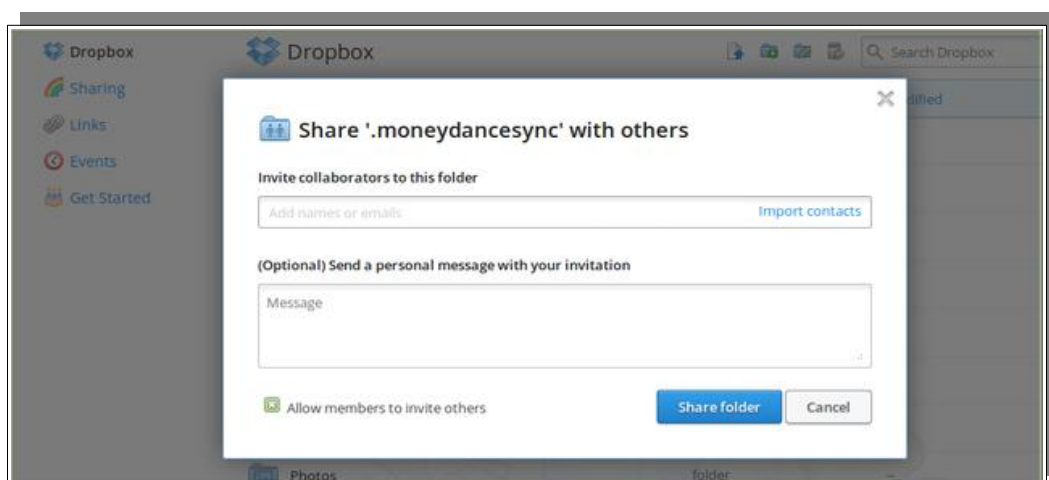 Dropbox
Sharing
Links
Events
Get Started
Dropbox
Search Dropbox
Share '.moneydancesync' with others
Invite collaborators to this folder
Add names or emails
Import contacts
(Optional) Send a personal message with your invitation
Message
Allow members to invite others
Share folder
Cancel
Photos
folder
--